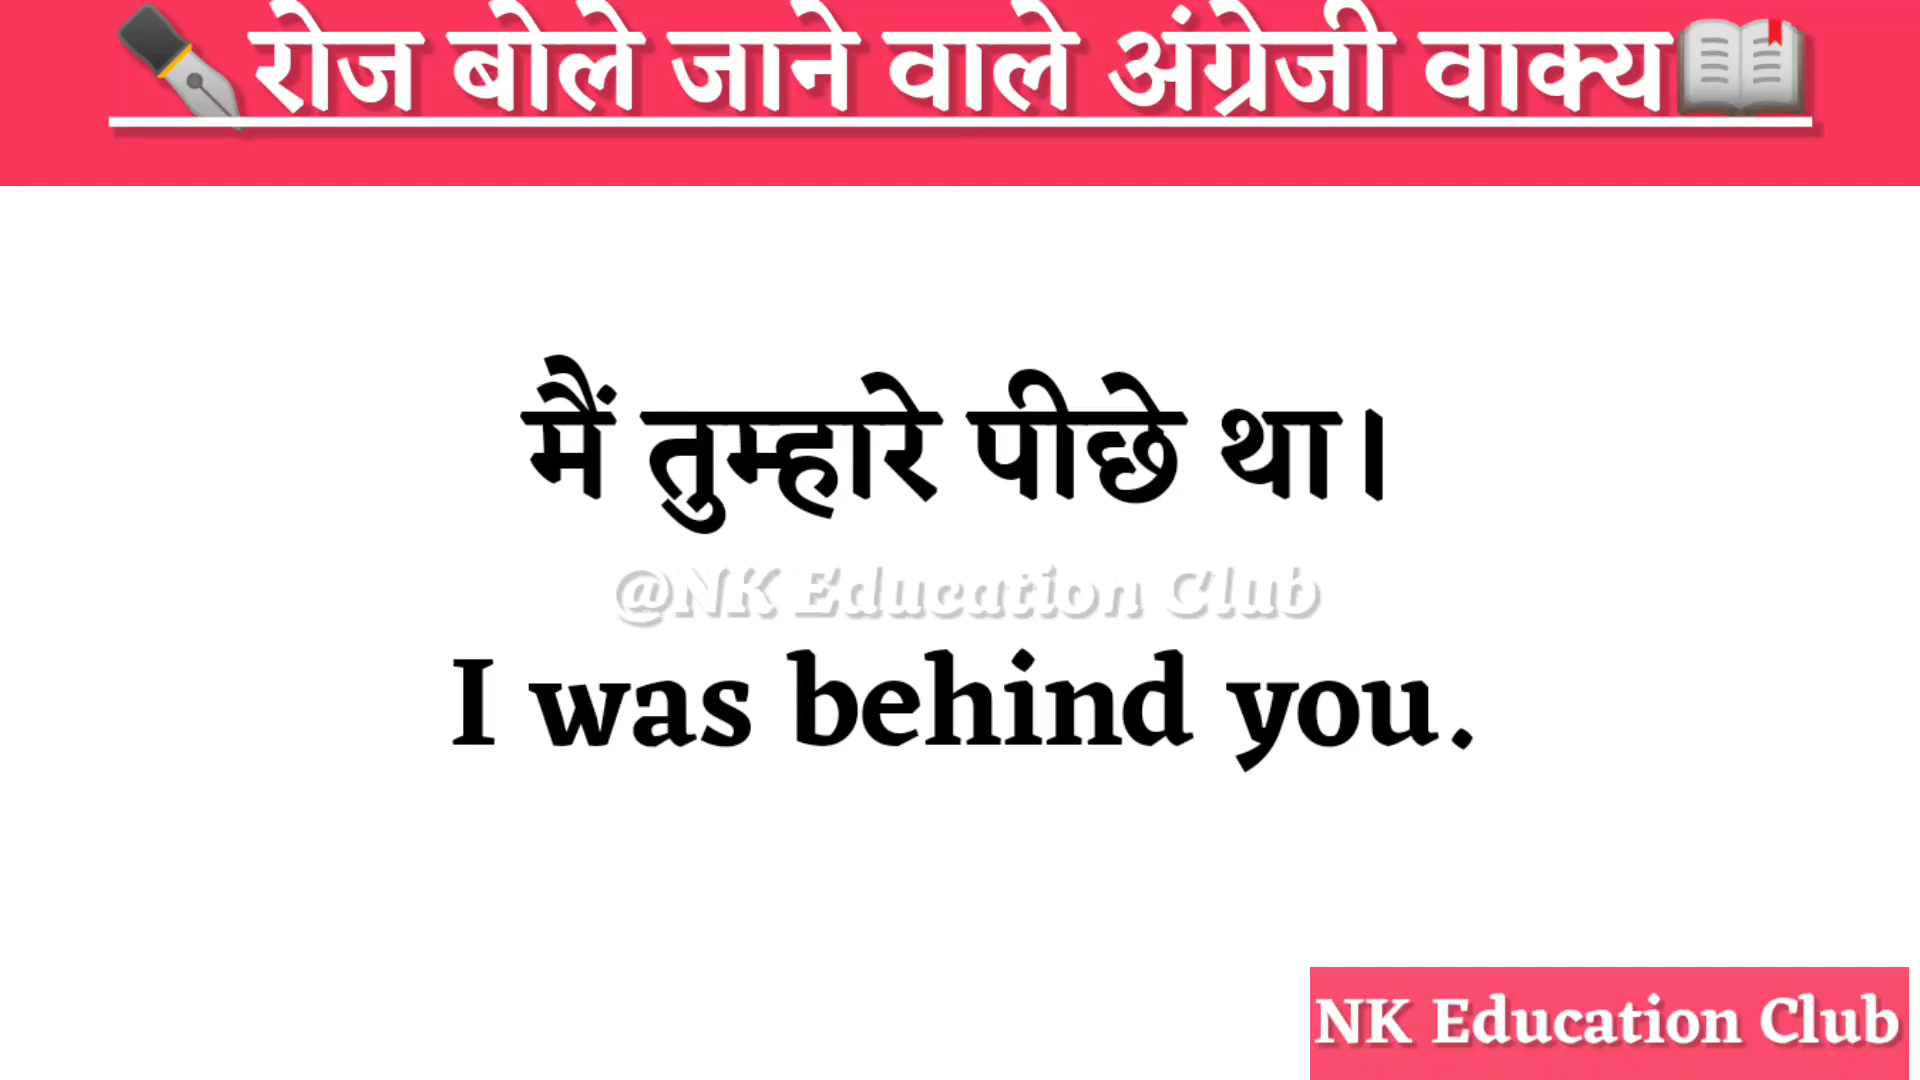 रोज बोले जाने वाले अंग्रेजी वाक्य
मैं तुम्हारे पीछे था।
@NK Education Club
I was behind you.
NK Education Club